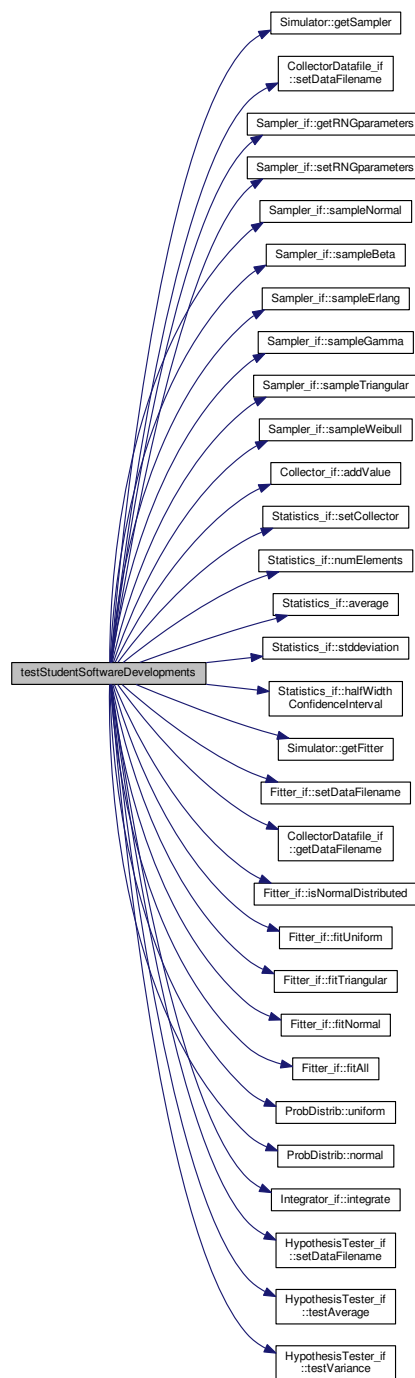 Simulator::getSampler
CollectorDatafile_if
::setDataFilename
Sampler_if::getRNGparameters
Sampler_if::setRNGparameters
Sampler_if::sampleNormal
Sampler_if::sampleBeta
Sampler_if::sampleErlang
Sampler_if::sampleGamma
Sampler_if::sampleTriangular
Sampler_if::sampleWeibull
Collector_if::addValue
Statistics_if::setCollector
Statistics_if::numElements
Statistics_if::average
Statistics_if::stddeviation
testStudentSoftwareDevelopments
Statistics_if::halfWidth
ConfidenceInterval
Simulator::getFitter
Fitter_if::setDataFilename
CollectorDatafile_if
::getDataFilename
Fitter_if::isNormalDistributed
Fitter_if::fitUniform
Fitter_if::fitTriangular
Fitter_if::fitNormal
Fitter_if::fitAll
ProbDistrib::uniform
ProbDistrib::normal
Integrator_if::integrate
HypothesisTester_if
::setDataFilename
HypothesisTester_if
::testAverage
HypothesisTester_if
::testVariance